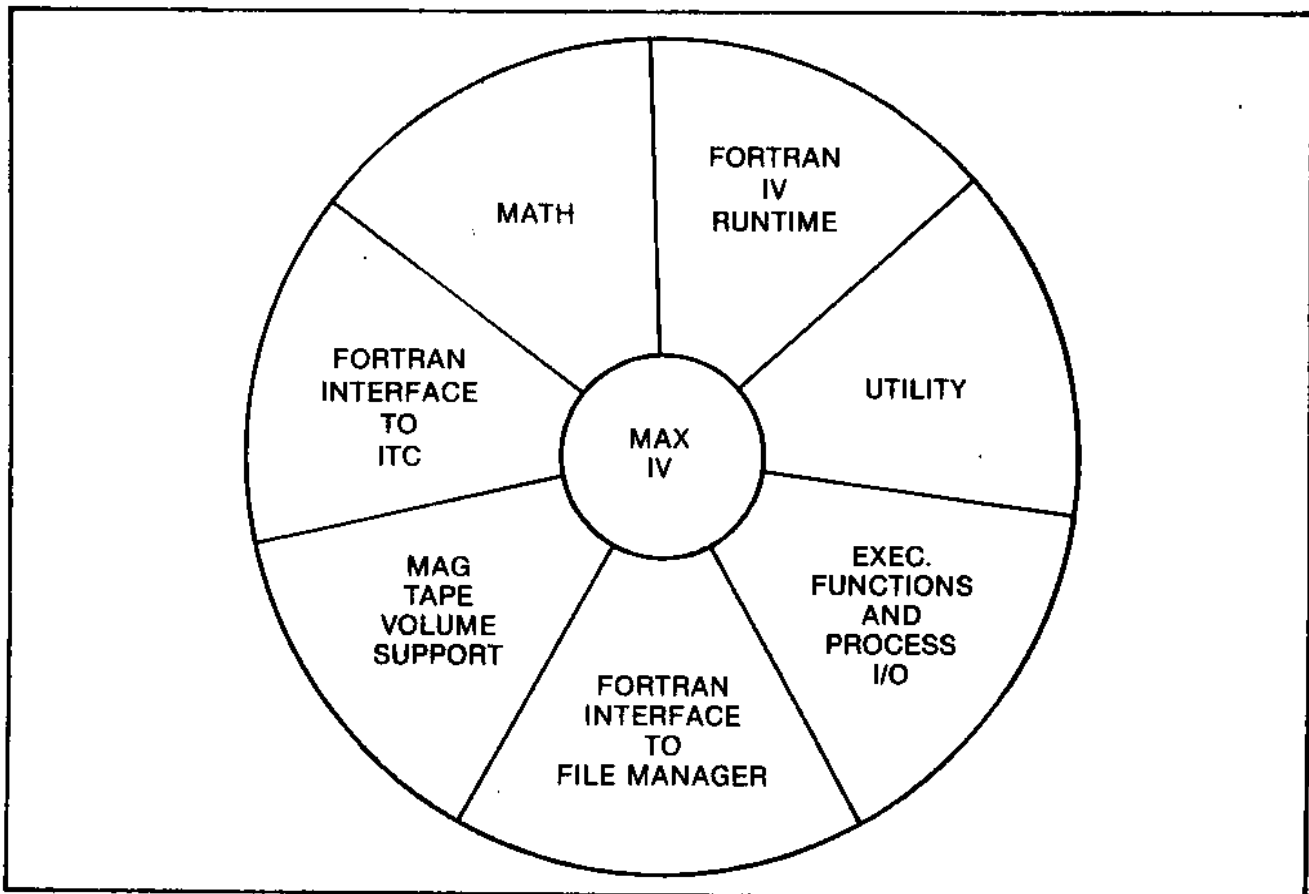 FORTRAN
IV
RUNTIME
MATH
UTILITY
FORTRAN
INTERFACE
TO
ITC
MAX
IV
EXEC.
FUNCTIONS
AND
PROCESS
I/O
MAG
TAPE
VOLUME
SUPPORT
FORTRAN
INTERFACE
TO
FILE MANAGER